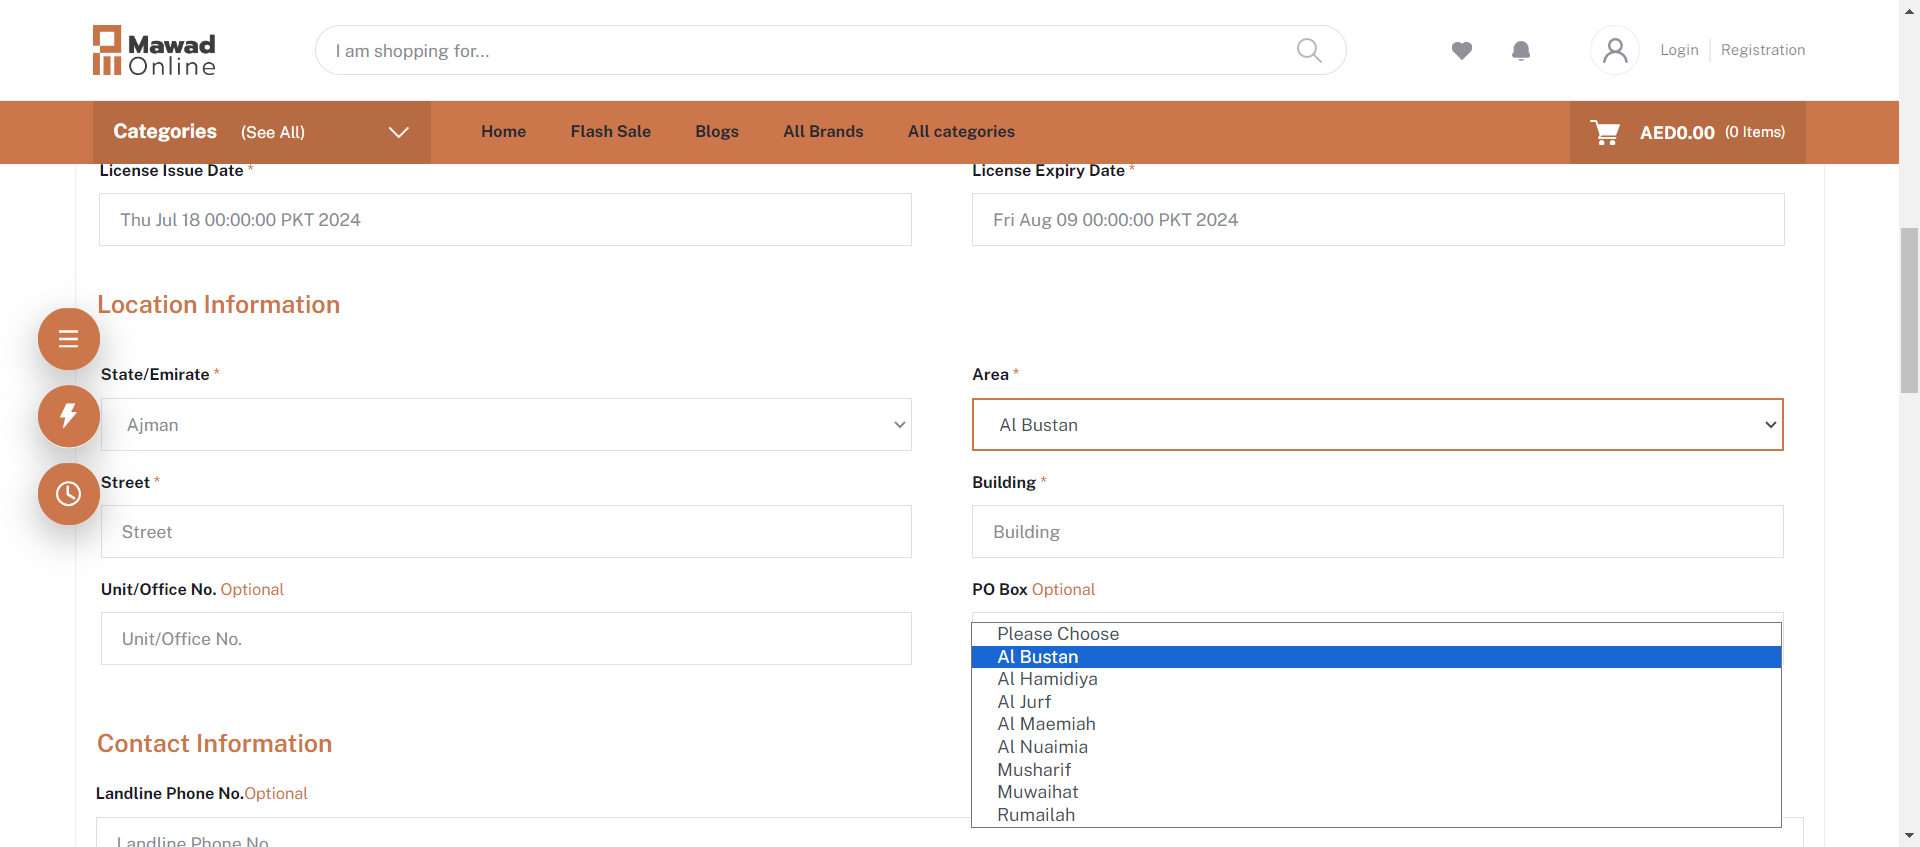 Mawad
Online
I am shopping for...
Login
Registration
Categories (See All)
Home
Flash Sale
Blogs
All Brands
All categories
AED0.00 (0 Items)
License Issue Date *
License Expiry Date *
Thu Jul 18 00:00:00 PKT 2024
Fri Aug 09 00:00:00 PKT 2024
Location Information
State/Emirate *
Area *
Ajman
Al Bustan
Street *
Building *
Street
Building
Unit/Office No. Optional
PO Box Optional
Unit/Office No.
Please Choose
Al Bustan
Al Hamidiya
Al Jurf
Al Maemiah
Al Nuaimia
Musharif
Muwaihat
Rumailah
Contact Information
Landline Phone No.Optional
Landline Phone No.